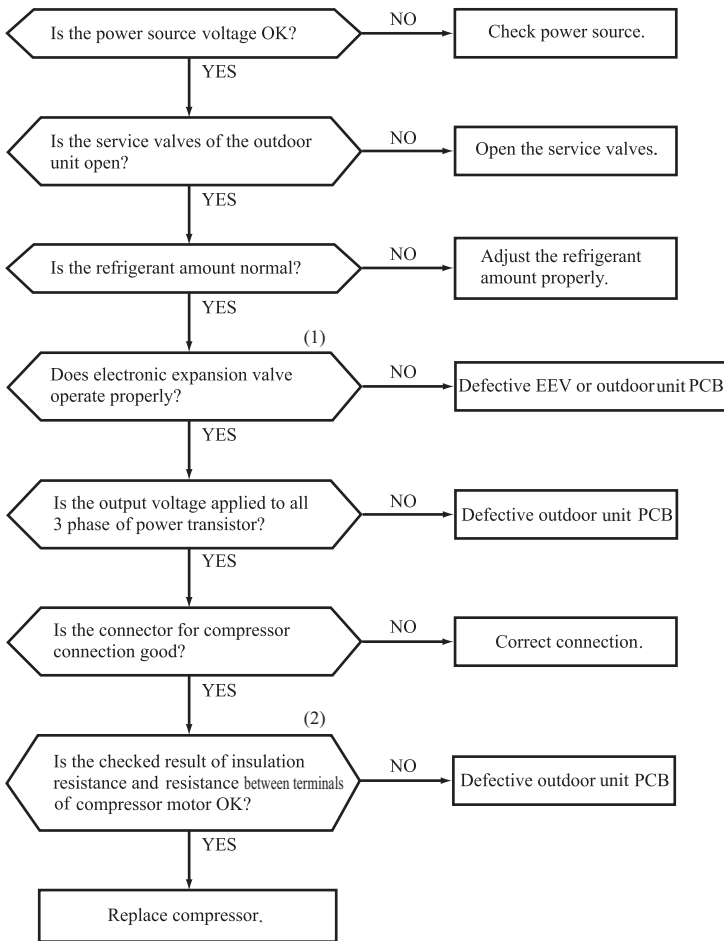 Is the power source voltage OK?
NO
Check power source.
YES
Is the service valves of the outdoor
unit open?
NO
Open the service valves.
YES
Is the refrigerant amount normal?
NO
Adjust the refrigerant
amount properly.
YES
(1)
Does electronic expansion valve
operate properly?
NO
Defective EEV or outdoor unit PCB
YES
Is the output voltage applied to all
3 phase of power transistor?
NO
Defective outdoor unit PCB
YES
Is the connector for compressor
connection good?
NO
Correct connection.
YES
(2)
Is the checked result of insulation
resistance and resistance between terminals
of compressor motor OK?
NO
Defective outdoor unit PCB
YES
Replace compressor.